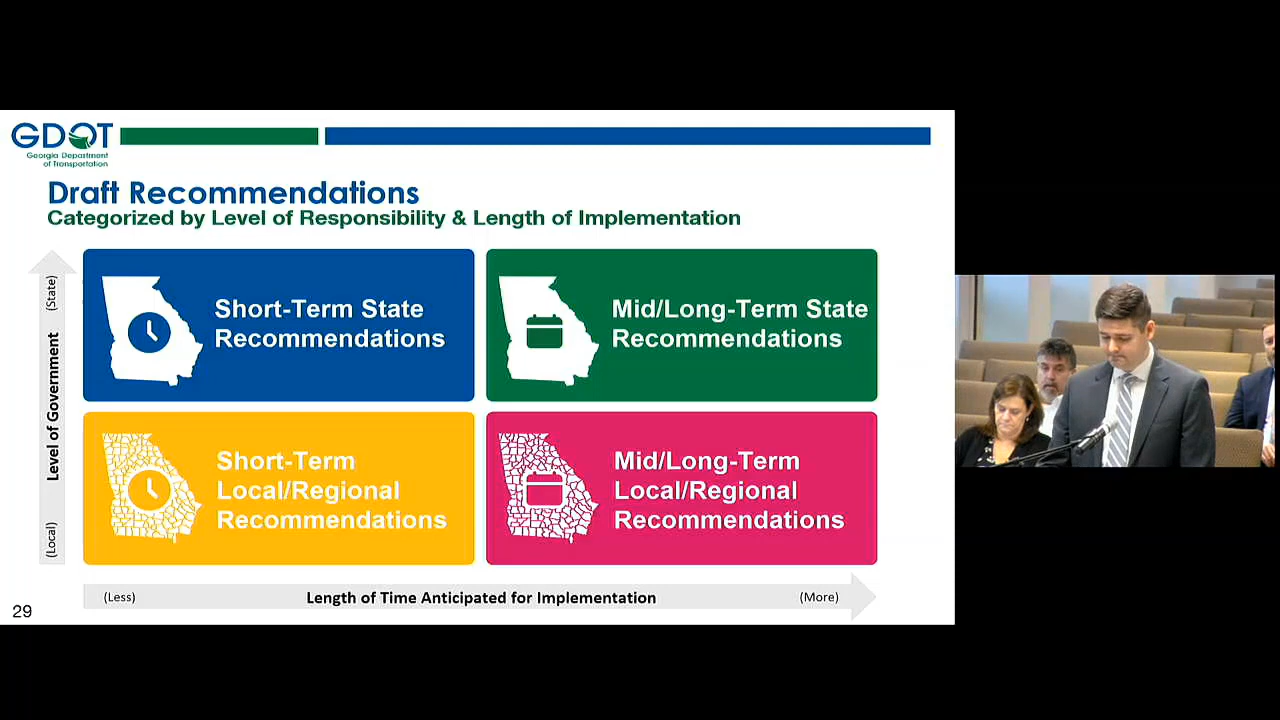 GDOT
Georgia Department
of Transportation
Draft Recommendations
Categorized by Level of Responsibility & Length of Implementation
(State)
Level of Government
(Local)
Short-Term State
Recommendations
Mid/Long-Term State
Recommendations
Short-Term
Local/Regional
Recommendations
Mid/Long-Term
Local/Regional
Recommendations
(Less)
Length of Time Anticipated for Implementation
(More)
29